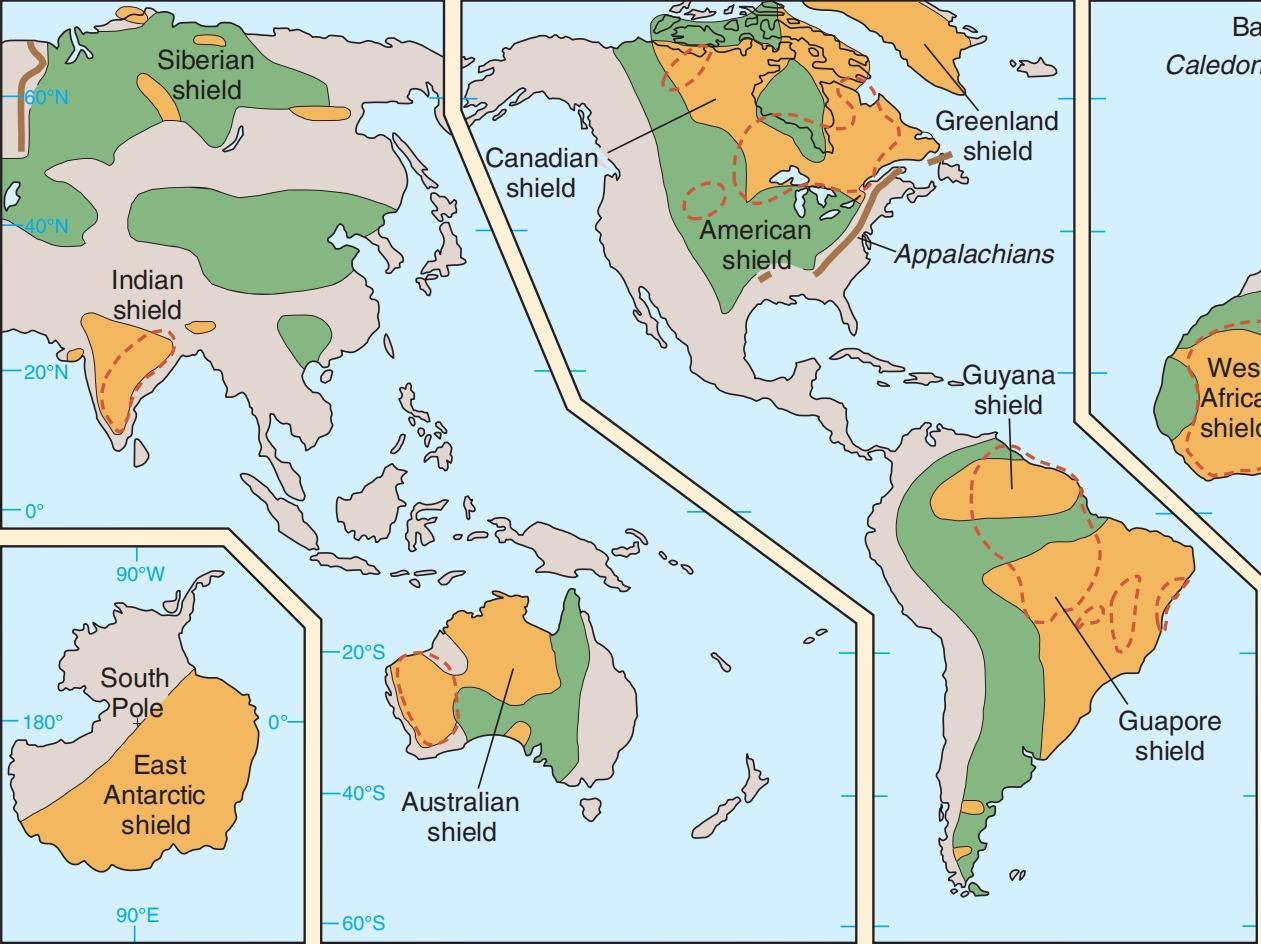 Siberian
shield
60°N
40°N
Indian
shield
20°N
0°
90°W
South
Pole
180°
0°
East
Antarctic
shield
90°E
20°S
40°S
Australian
shield
60°S
Canadian
shield
Greenland
shield
American
shield
Appalachians
Guyana
shield
Guapore
shield
Ba
Caledon
Wes
Africa
shield